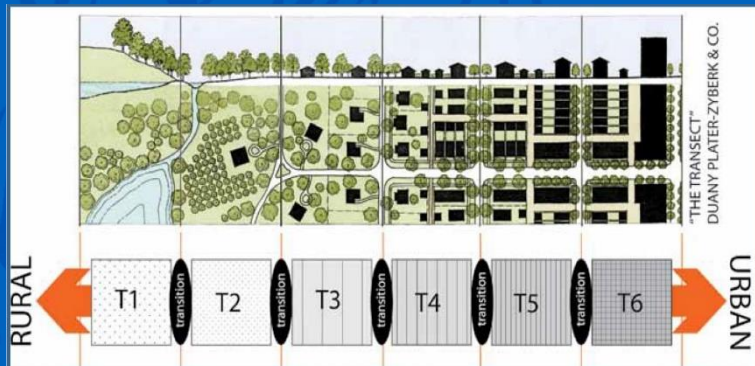 "THE TRANSECT"
DUANY PLATER-ZYBERK & CO.
RURAL
T1
transition
T2
transition
T3
transition
T4
transition
T5
transition
T6
URBAN